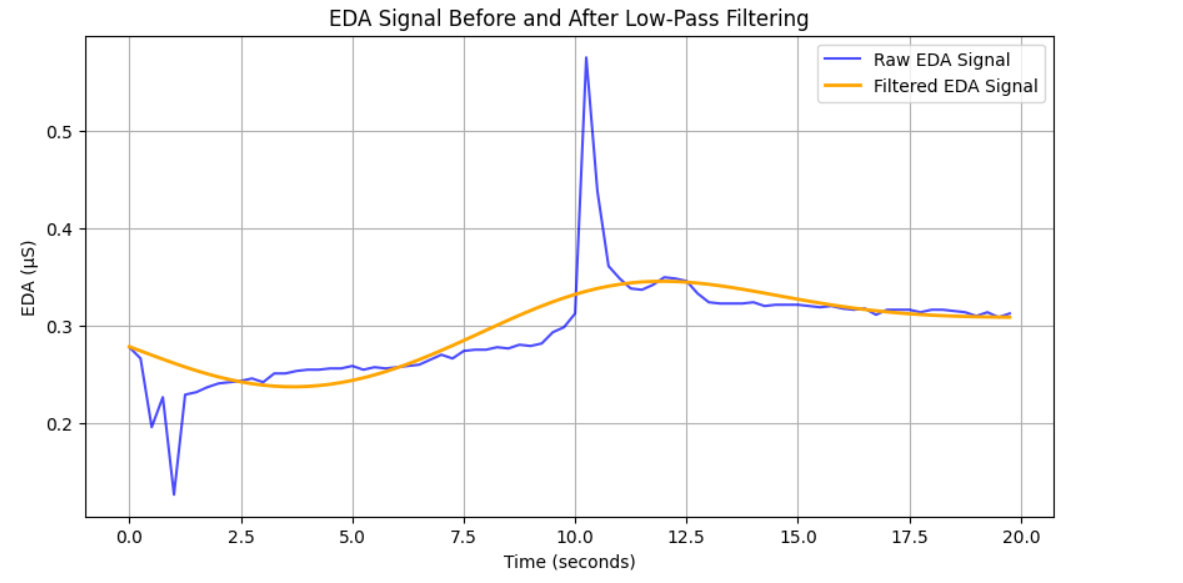 EDA Signal Before and After Low-Pass Filtering
Raw EDA Signal
Filtered EDA Signal
EDA (µS)
0.5
0.4
0.3
0.2
0.0 2.5 5.0 7.5 10.0 12.5 15.0 17.5 20.0
Time (seconds)